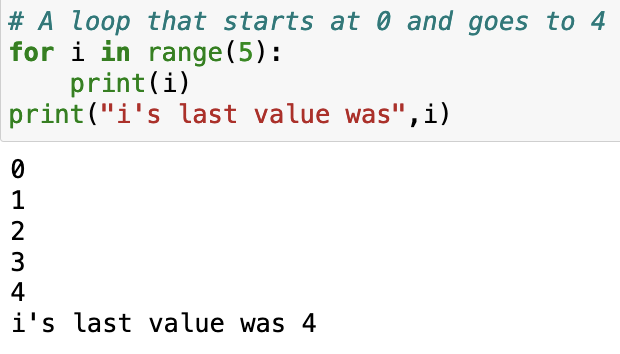 # A loop that starts at 0 and goes to 4
for i in range(5):
    print(i)
print("i's last value was",i)
0
1
2
3
4
i's last value was 4